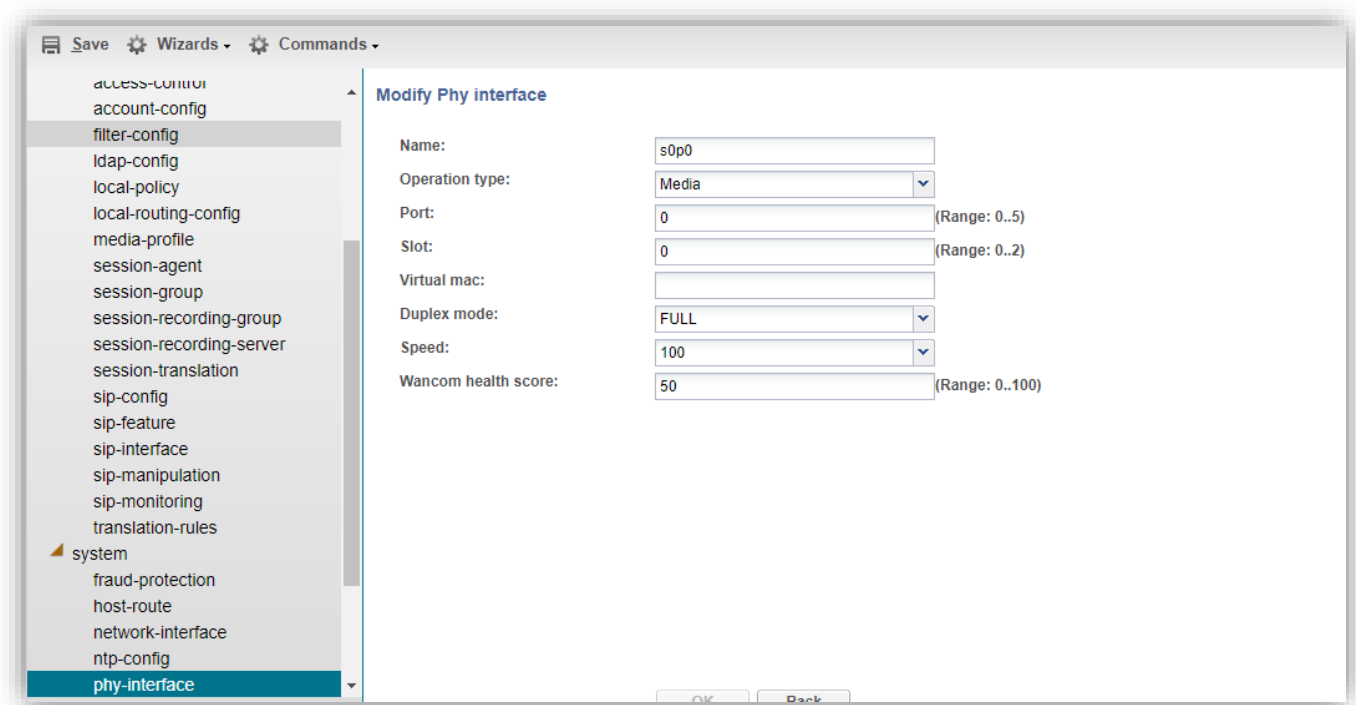 Save Wizards Commands
access-control
account-config
filter-config
ldap-config
local-policy
local-routing-config
media-profile
session-agent
session-group
session-recording-group
session-recording-server
session-translation
sip-config
sip-feature
sip-interface
sip-manipulation
sip-monitoring
translation-rules
system
fraud-protection
host-route
network-interface
ntp-config
phy-interface
Modify Phy interface
Name: s0p0
Operation type: Media
Port: 0 (Range: 0..5)
Slot: 0 (Range: 0..2)
Virtual mac:
Duplex mode: FULL
Speed: 100
Wancom health score: 50 (Range: 0..100)
OK Back